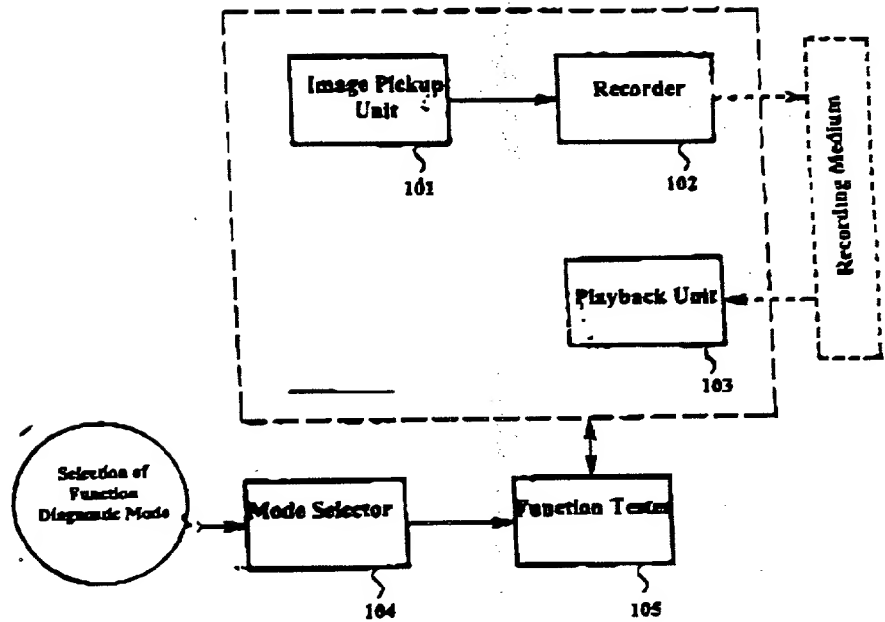 Image Pickup
Unit
101
Recorder
102
Recording Medium
Playback Unit
103
Selection of
Function
Diagnostic Mode
Mode Selector
104
Function Tester
105